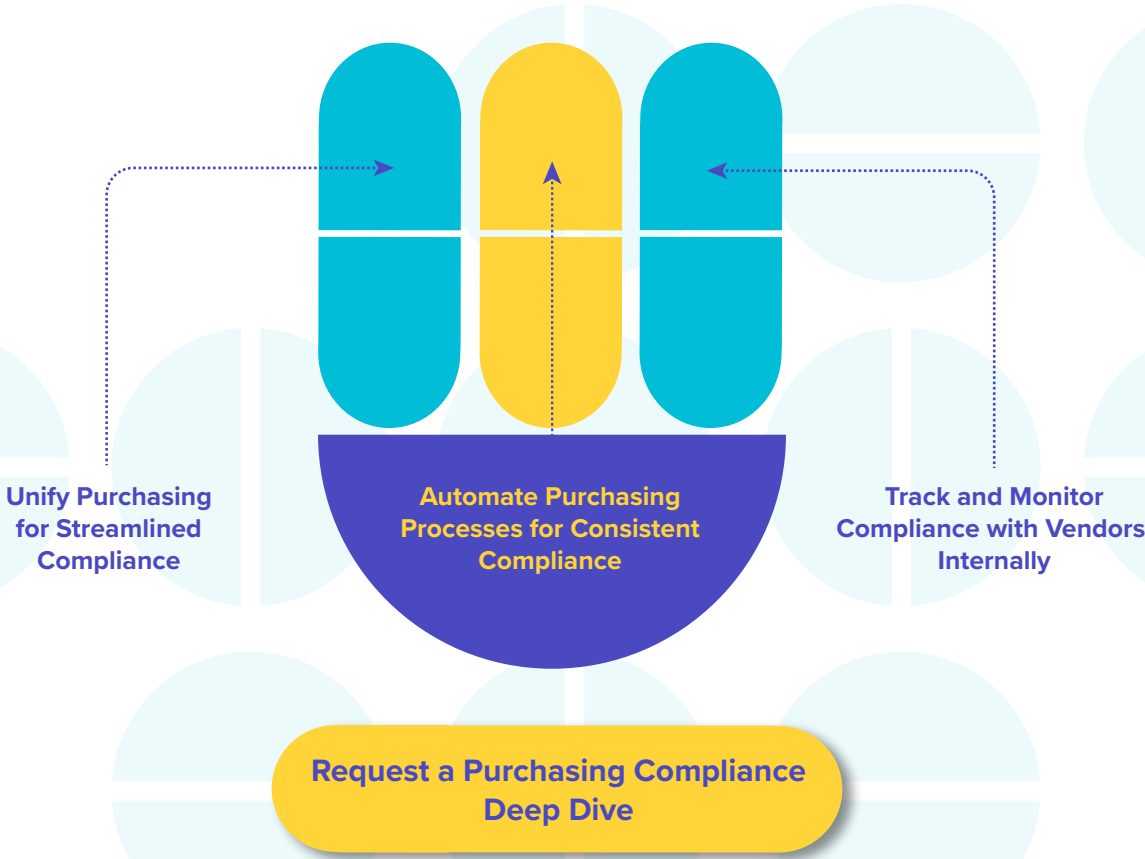 Unify Purchasing
for Streamlined
Compliance
Automate Purchasing
Processes for Consistent
Compliance
Track and Monitor
Compliance with Vendors
Internally
Request a Purchasing Compliance
Deep Dive